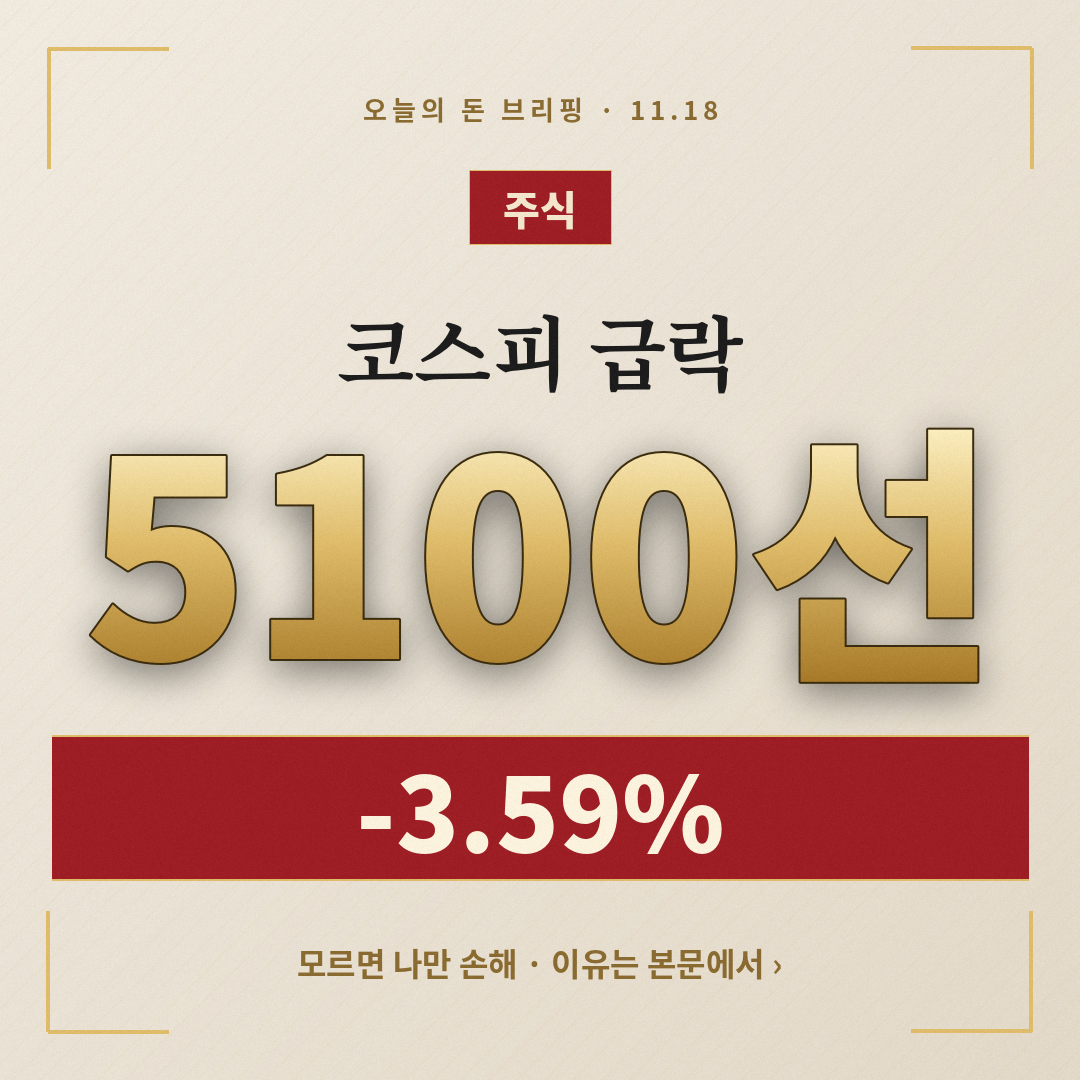 오늘의 돈 브리핑 · 11.18
주식
코스피 급락
5100선
-3.59%
모르면 나만 손해 · 이유는 본문에서 ›